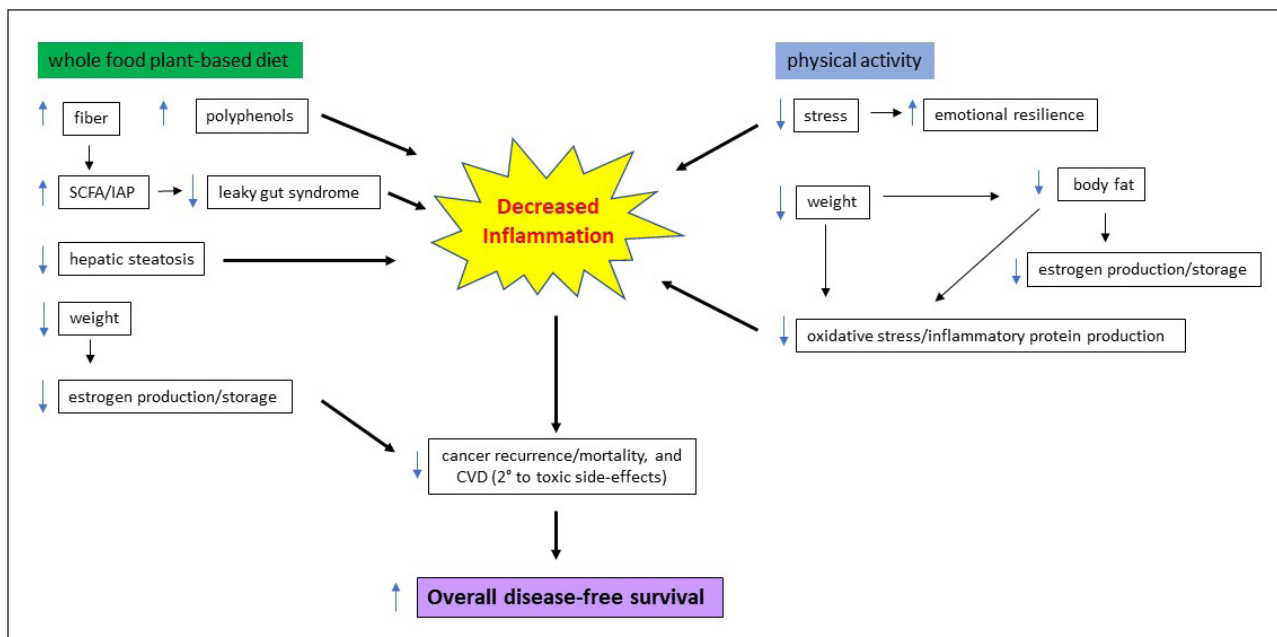 whole food plant-based diet
fiber
polyphenols
SCFA/IAP
leaky gut syndrome
hepatic steatosis
weight
estrogen production/storage
Decreased
Inflammation
physical activity
stress
emotional resilience
weight
body fat
estrogen production/storage
oxidative stress/inflammatory protein production
cancer recurrence/mortality, and
CVD (2° to toxic side-effects)
Overall disease-free survival